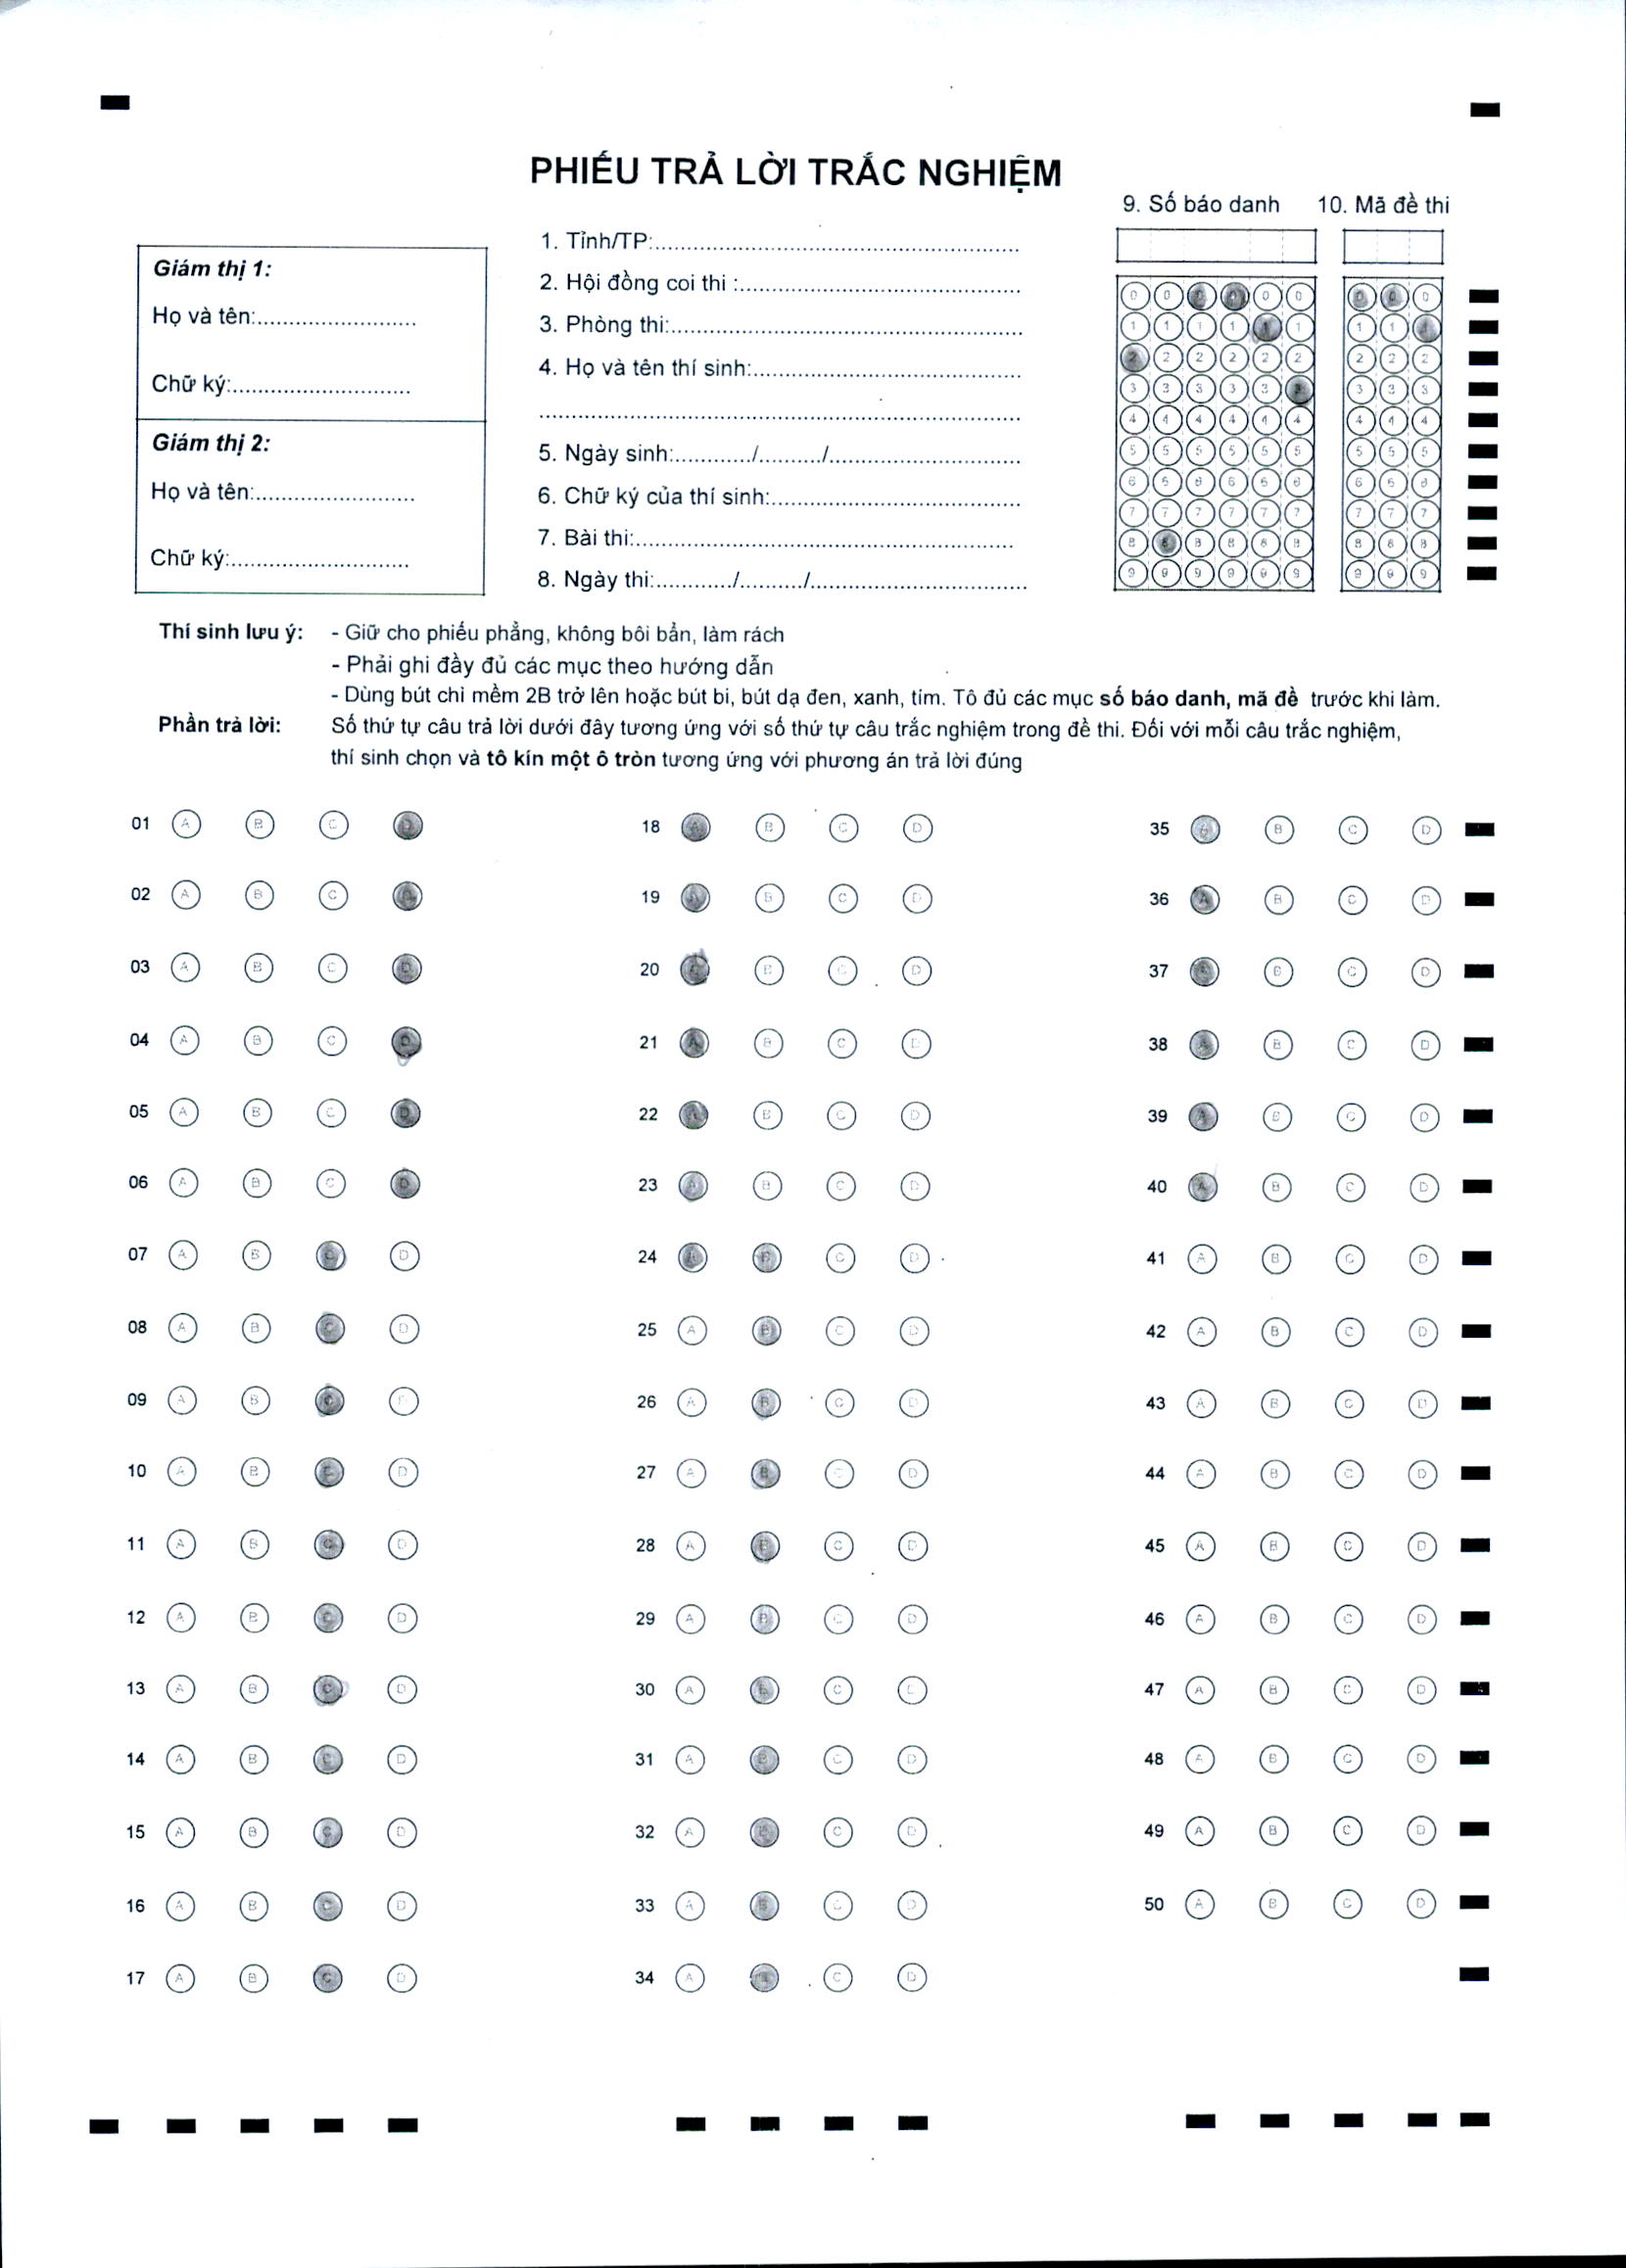 PHIẾU TRẢ LỜI TRẮC NGHIỆM
9. Số báo danh 10. Mã đề thi
Giám thị 1:
Họ và tên:..........................
Chữ ký:.............................
Giám thị 2:
Họ và tên:..........................
Chữ ký:.............................
1. Tỉnh/TP:..........................................................
2. Hội đồng coi thi :.............................................
3. Phòng thi:........................................................
4. Họ và tên thí sinh:...........................................
.............................................................................
5. Ngày sinh:............/........../...............................
6. Chữ ký của thí sinh:........................................
7. Bài thi:............................................................
8. Ngày thi:............/........../...................................
0 0 0 0 0 0 0 0 0
1 1 1 1 1 1 1 1 1
2 2 2 2 2 2 2 2 2
3 3 3 3 3 3 3 3 3
4 4 4 4 4 4 4 4 4
5 5 5 5 5 5 5 5 5
6 6 6 6 6 6 6 6 6
7 7 7 7 7 7 7 7 7
8 8 8 8 8 8 8 8 8
9 9 9 9 9 9 9 9 9
Thí sinh lưu ý: - Giữ cho phiếu phẳng, không bôi bẩn, làm rách
- Phải ghi đầy đủ các mục theo hướng dẫn
- Dùng bút chì mềm 2B trở lên hoặc bút bi, bút dạ đen, xanh, tím. Tô đủ các mục số báo danh, mã đề trước khi làm.
Phần trả lời: Số thứ tự câu trả lời dưới đây tương ứng với số thứ tự câu trắc nghiệm trong đề thi. Đối với mỗi câu trắc nghiệm,
thí sinh chọn và tô kín một ô tròn tương ứng với phương án trả lời đúng
01 A B C D
02 A B C D
03 A B C D
04 A B C D
05 A B C D
06 A B C D
07 A B C D
08 A B C D
09 A B C D
10 A B C D
11 A B C D
12 A B C D
13 A B C D
14 A B C D
15 A B C D
16 A B C D
17 A B C D
18 A B C D
19 A B C D
20 A B C D
21 A B C D
22 A B C D
23 A B C D
24 A B C D
25 A B C D
26 A B C D
27 A B C D
28 A B C D
29 A B C D
30 A B C D
31 A B C D
32 A B C D
33 A B C D
34 A B C D
35 A B C D
36 A B C D
37 A B C D
38 A B C D
39 A B C D
40 A B C D
41 A B C D
42 A B C D
43 A B C D
44 A B C D
45 A B C D
46 A B C D
47 A B C D
48 A B C D
49 A B C D
50 A B C D